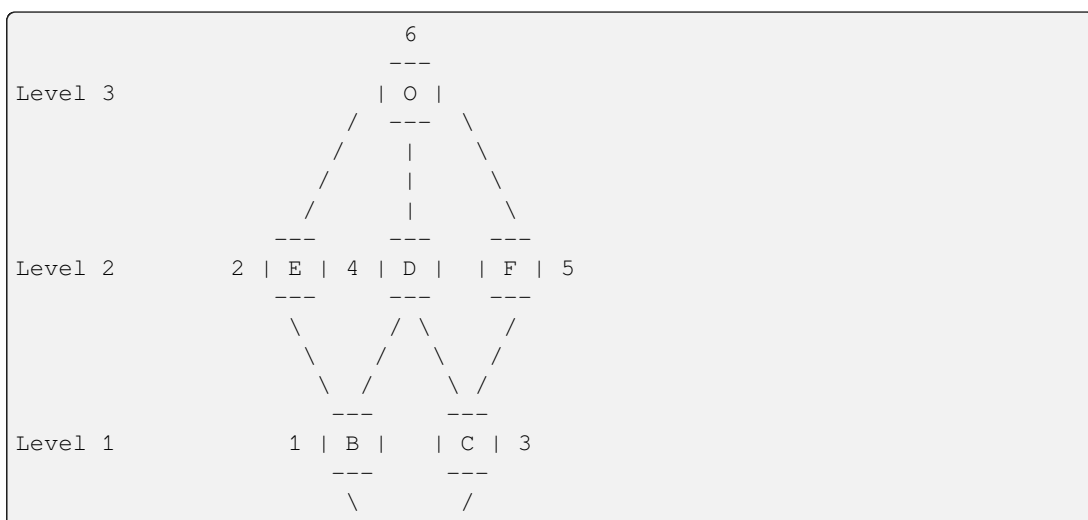 6
                         ---
Level 3                 | O |
                      /  ---  \
                     /    |    \
                    /     |     \
                   /      |      \
                 ---    ---    ---
Level 2        2 | E | 4 | D |  | F | 5
                 ---    ---    ---
                  \      / \     /
                   \    /   \   /
                    \  /     \ /
                     ---    ---
Level 1           1 | B |  | C | 3
                     ---    ---
                      \       /